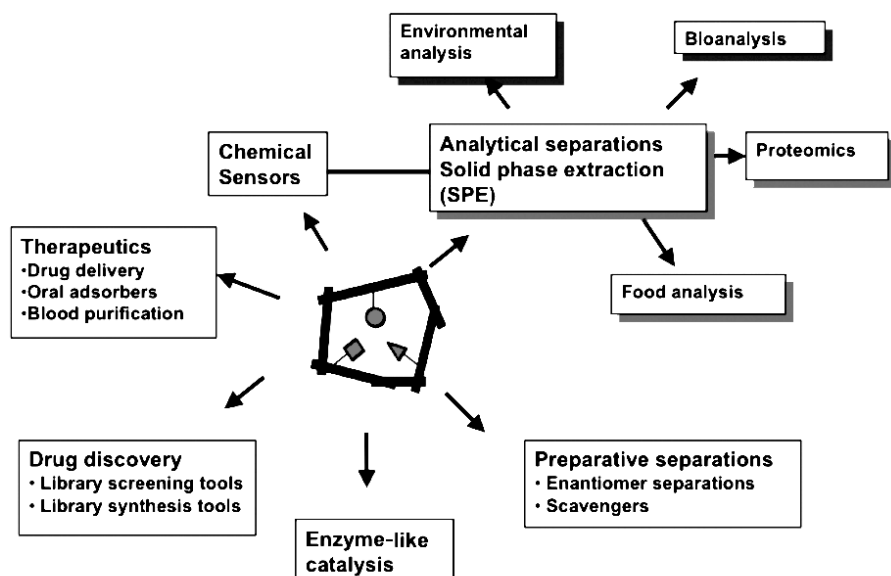 Environmental
analysis
Bloanalysis
Analytical separations
Solid phase extraction
(SPE)
Proteomics
Chemical
Sensors
Therapeutics
•Drug delivery
•Oral adsorbers
•Blood purification
Food analysis
Drug discovery
• Library screening tools
• Library synthesis tools
Preparative separations
• Enantiomer separations
• Scavengers
Enzyme-like
catalysis